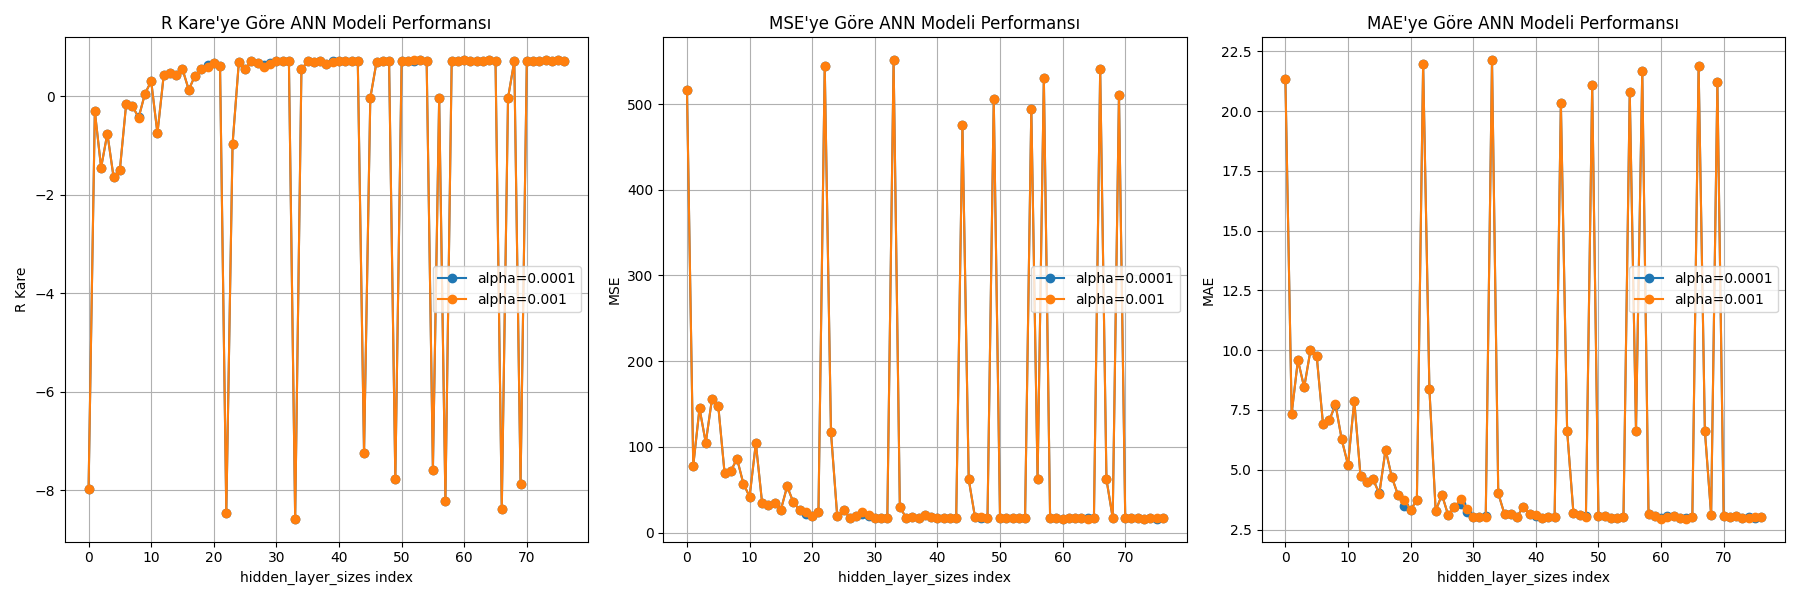 R Kare'ye Göre ANN Modeli Performansı
R Kare
0
−2
−4
−6
−8
0 10 20 30 40 50 60 70
hidden_layer_sizes index
alpha=0.0001
alpha=0.001
MSE'ye Göre ANN Modeli Performansı
MSE
500
400
300
200
100
0
0 10 20 30 40 50 60 70
hidden_layer_sizes index
alpha=0.0001
alpha=0.001
MAE'ye Göre ANN Modeli Performansı
MAE
22.5
20.0
17.5
15.0
12.5
10.0
7.5
5.0
2.5
0 10 20 30 40 50 60 70
hidden_layer_sizes index
alpha=0.0001
alpha=0.001